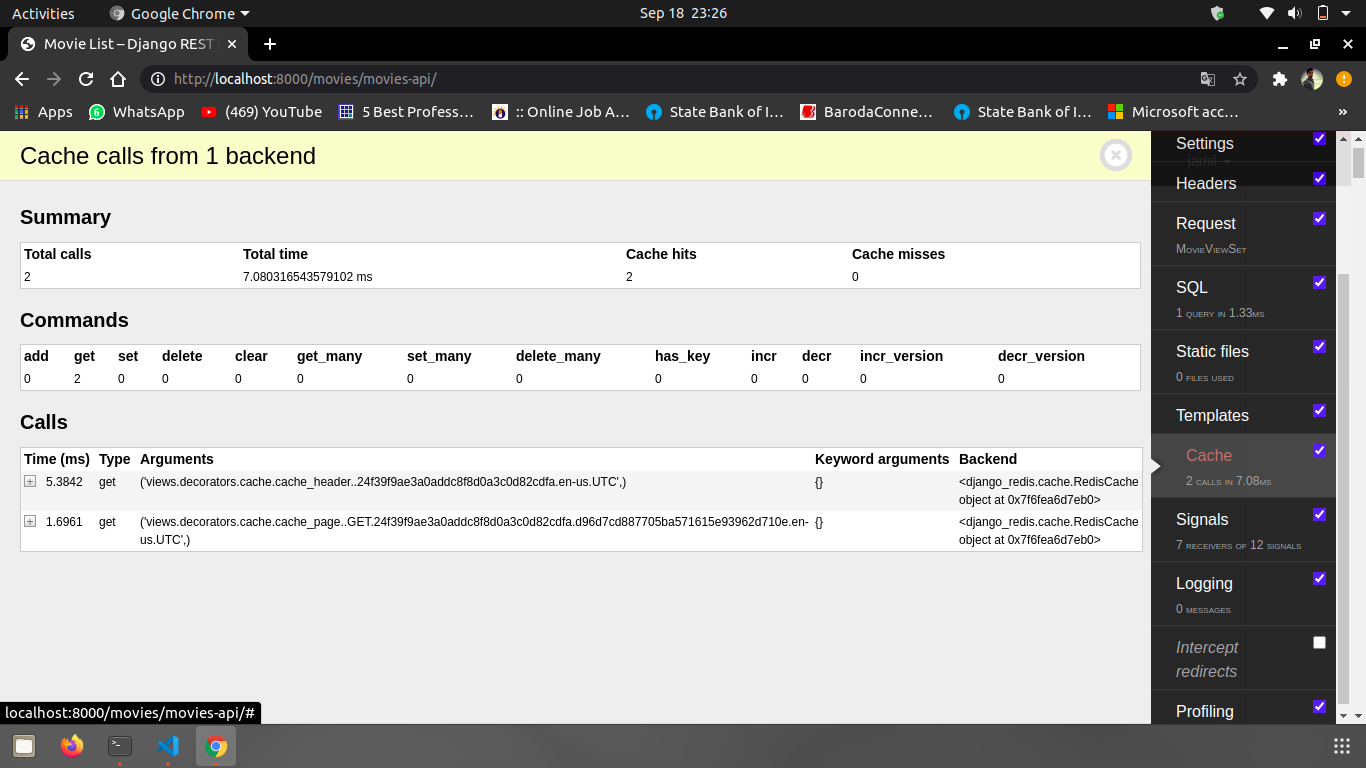 Activities Google Chrome Sep 18 23:26
Movie List – Django REST
http://localhost:8000/movies/movies-api/
Apps WhatsApp (469) YouTube 5 Best Profess… :: Online Job A… State Bank of I… BarodaConne… State Bank of I… Microsoft acc… »
Cache calls from 1 backend
Summary
Total calls Total time Cache hits Cache misses
2 7.080316543579102 ms 2 0
Commands
add get set delete clear get_many set_many delete_many has_key incr decr incr_version decr_version
0 2 0 0 0 0 0 0 0 0 0 0 0
Calls
Time (ms) Type Arguments Keyword arguments Backend
5.3842 get ('views.decorators.cache.cache_header..24f39f9ae3a0addc8f8d0a3c0d82cdfa.en-us.UTC',) {} <django_redis.cache.RedisCache
object at 0x7f6fea6d7eb0>
1.6961 get ('views.decorators.cache.cache_page..GET.24f39f9ae3a0addc8f8d0a3c0d82cdfa.d96d7cd887705ba571615e93962d710e.en- {} <django_redis.cache.RedisCache
us.UTC',) object at 0x7f6fea6d7eb0>
Settings
jamil
Headers
Request
MovieViewSet
SQL
1 query in 1.33ms
Static files
0 files used
Templates
Cache
2 calls in 7.08ms
Signals
7 receivers of 12 signals
Logging
0 messages
Intercept
redirects
Profiling
localhost:8000/movies/movies-api/#